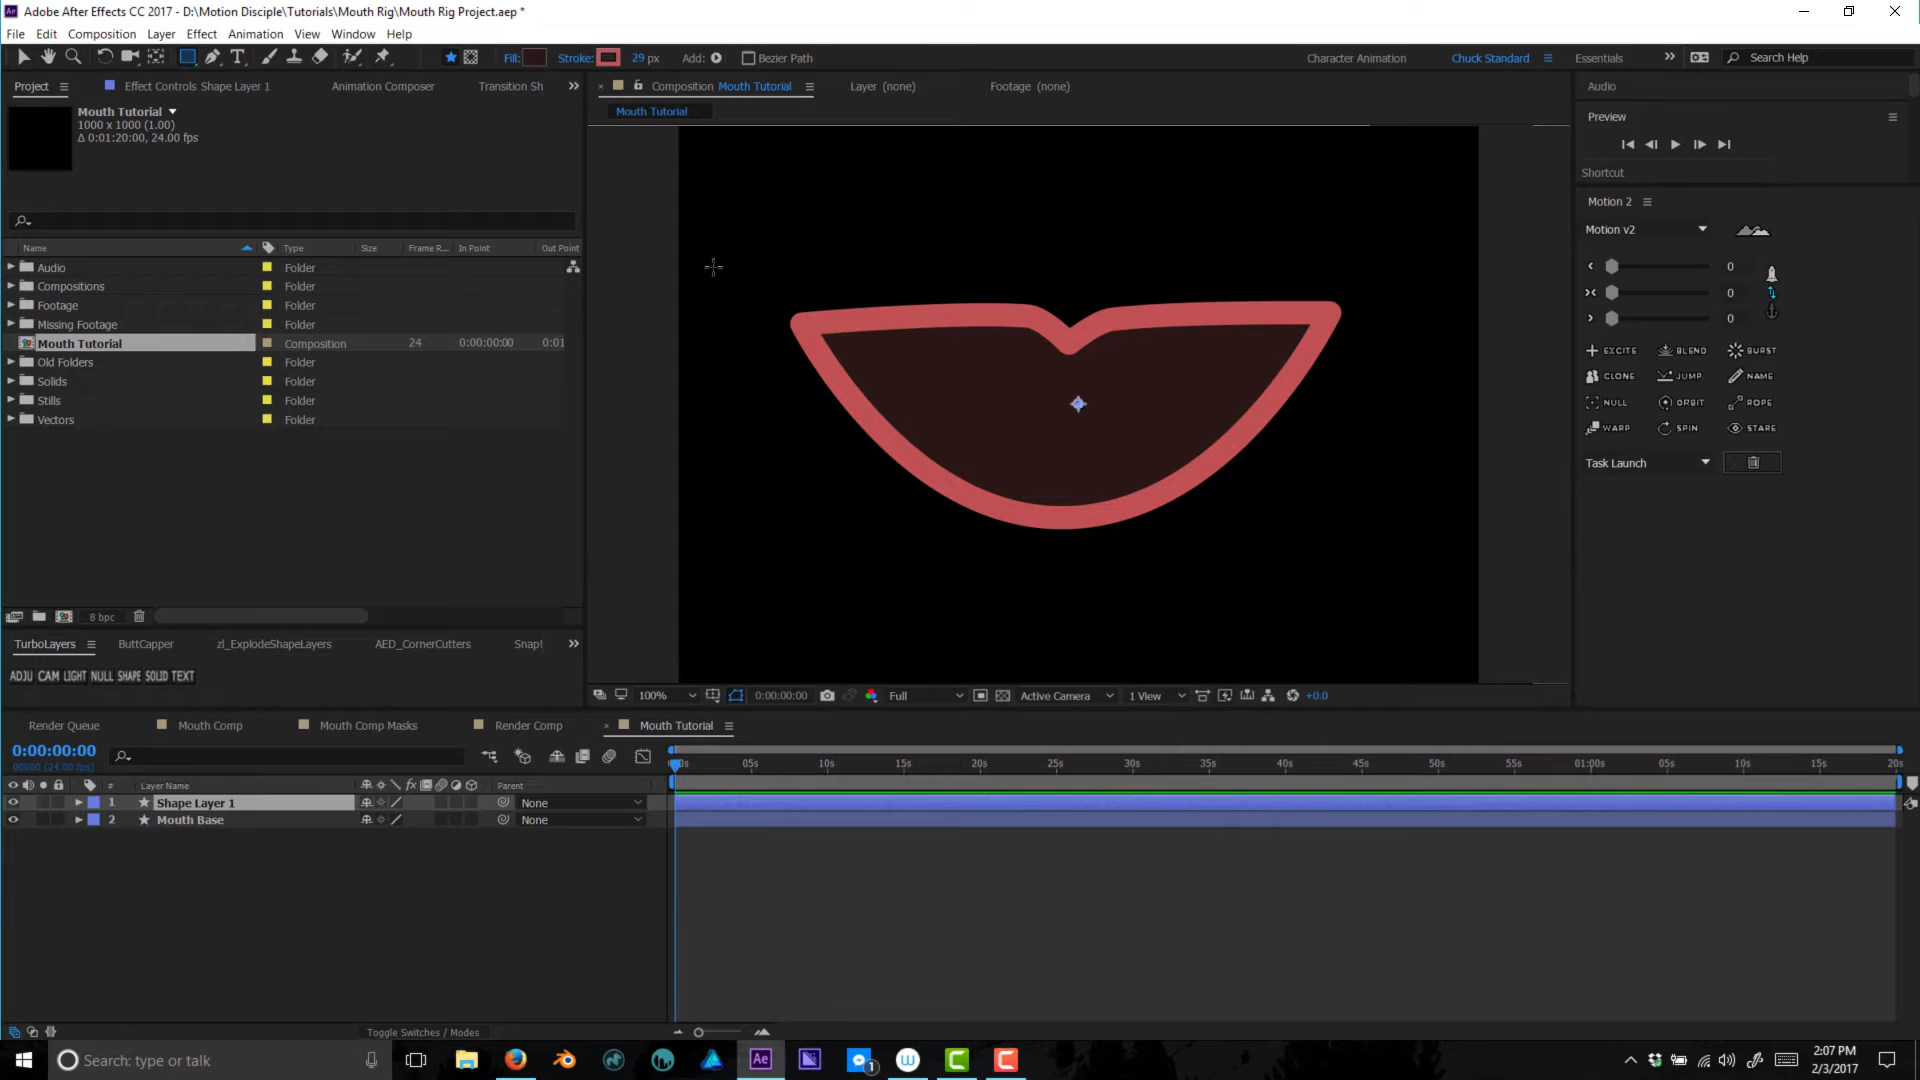 Adobe After Effects CC 2017 - D:\Motion Disciple\Tutorials\Mouth Rig\Mouth Rig Project.aep *
File Edit Composition Layer Effect Animation View Window Help
Fill: Stroke: 29 px Add: Bezier Path Character Animation Chuck Standard Essentials Search Help
Project Effect Controls Shape Layer 1 Animation Composer Transition Sh
Composition Mouth Tutorial Layer (none) Footage (none)
Audio
Mouth Tutorial
1000 x 1000 (1.00)
Δ 0:01:20:00, 24.00 fps
Mouth Tutorial
Preview
Shortcut
Motion 2
Motion v2
0
0
0
EXCITE BLEND BURST
CLONE JUMP NAME
NULL ORBIT ROPE
WARP SPIN STARE
Task Launch
Name Type Size Frame R... In Point Out Point
Audio Folder
Compositions Folder
Footage Folder
Missing Footage Folder
Mouth Tutorial Composition 24 0:00:00:00 0:01
Old Folders Folder
Solids Folder
Stills Folder
Vectors Folder
8 bpc
TurboLayers ButtCapper zl_ExplodeShapeLayers AED_CornerCutters Snap!
ADJU CAM LIGHT NULL SHAPE SOLID TEXT
100% 0:00:00:00 Full Active Camera 1 View +0.0
Render Queue Mouth Comp Mouth Comp Masks Render Comp Mouth Tutorial
0:00:00:00
00000 (24.00 fps)
05s 10s 15s 20s 25s 30s 35s 40s 45s 50s 55s 01:00s 05s 10s 15s 20s
# Layer Name fx Parent
1 Shape Layer 1 None
2 Mouth Base None
Toggle Switches / Modes
Search: type or talk
Ae
1
2:07 PM
2/3/2017